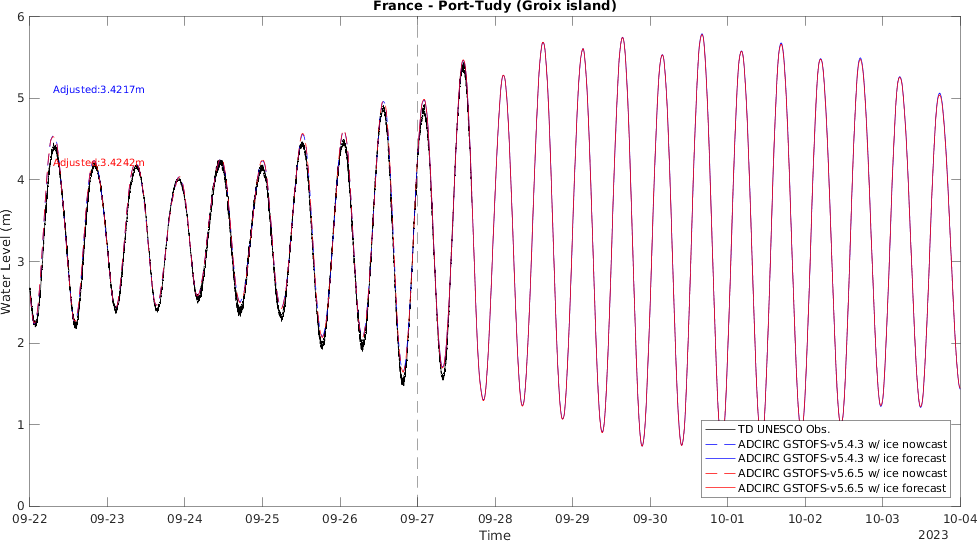 France - Port-Tudy (Groix island)
6
5
4
3
2
1
0
Water Level (m)
Adjusted:3.4217m
Adjusted:3.4242m
TD UNESCO Obs.
ADCIRC GSTOFS-v5.4.3 w/ ice nowcast
ADCIRC GSTOFS-v5.4.3 w/ ice forecast
ADCIRC GSTOFS-v5.6.5 w/ ice nowcast
ADCIRC GSTOFS-v5.6.5 w/ ice forecast
09-22 09-23 09-24 09-25 09-26 09-27 09-28 09-29 09-30 10-01 10-02 10-03 10-04
Time
2023